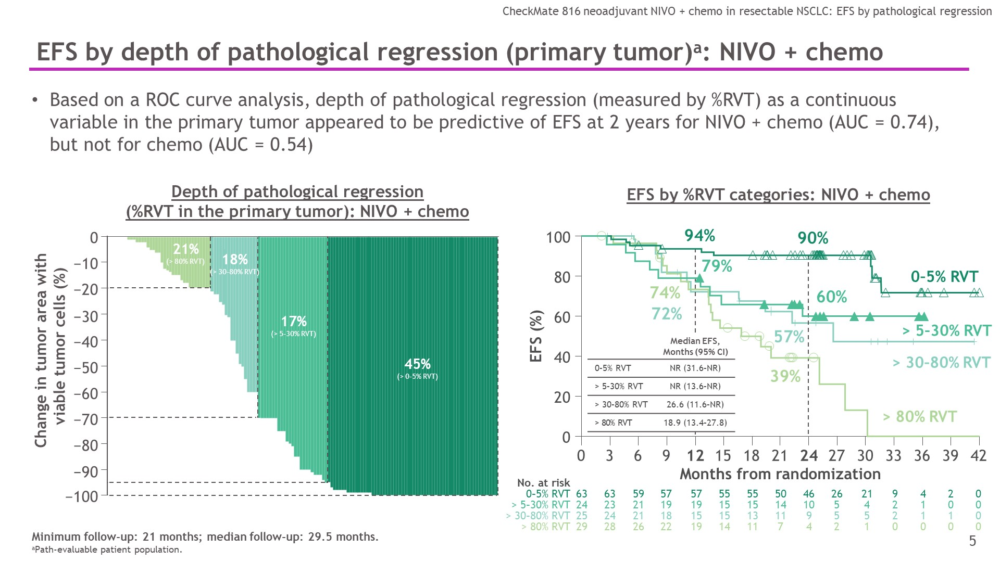 CheckMate 816 neoadjuvant NIVO + chemo in resectable NSCLC: EFS by pathological regression
EFS by depth of pathological regression (primary tumor)ᵃ: NIVO + chemo
• Based on a ROC curve analysis, depth of pathological regression (measured by %RVT) as a continuous
variable in the primary tumor appeared to be predictive of EFS at 2 years for NIVO + chemo (AUC = 0.74),
but not for chemo (AUC = 0.54)
Depth of pathological regression
(%RVT in the primary tumor): NIVO + chemo
Change in tumor area with
viable tumor cells (%)
0
−10
−20
−30
−40
−50
−60
−70
−80
−90
−100
21%
(> 80% RVT)
18%
(> 30-80% RVT)
17%
(> 5-30% RVT)
45%
(> 0-5% RVT)
EFS by %RVT categories: NIVO + chemo
EFS (%)
100
80
60
40
20
0
94%
90%
79%
74%
72%
60%
57%
39%
0-5% RVT
> 5-30% RVT
> 30-80% RVT
> 80% RVT
Median EFS,
Months (95% CI)
0-5% RVT NR (31.6-NR)
> 5-30% RVT NR (13.6-NR)
> 30-80% RVT 26.6 (11.6-NR)
> 80% RVT 18.9 (13.4-27.8)
0 3 6 9 12 15 18 21 24 27 30 33 36 39 42
Months from randomization
No. at risk
0-5% RVT 63 63 59 57 57 55 55 50 46 26 21 9 4 2 0
> 5-30% RVT 24 23 21 19 19 15 15 14 10 5 4 2 1 0 0
> 30-80% RVT 25 24 21 18 15 15 13 11 9 5 5 2 1 1 0
> 80% RVT 29 28 26 22 19 14 11 7 4 2 1 0 0 0 0
Minimum follow-up: 21 months; median follow-up: 29.5 months.
ᵃPath-evaluable patient population.
5